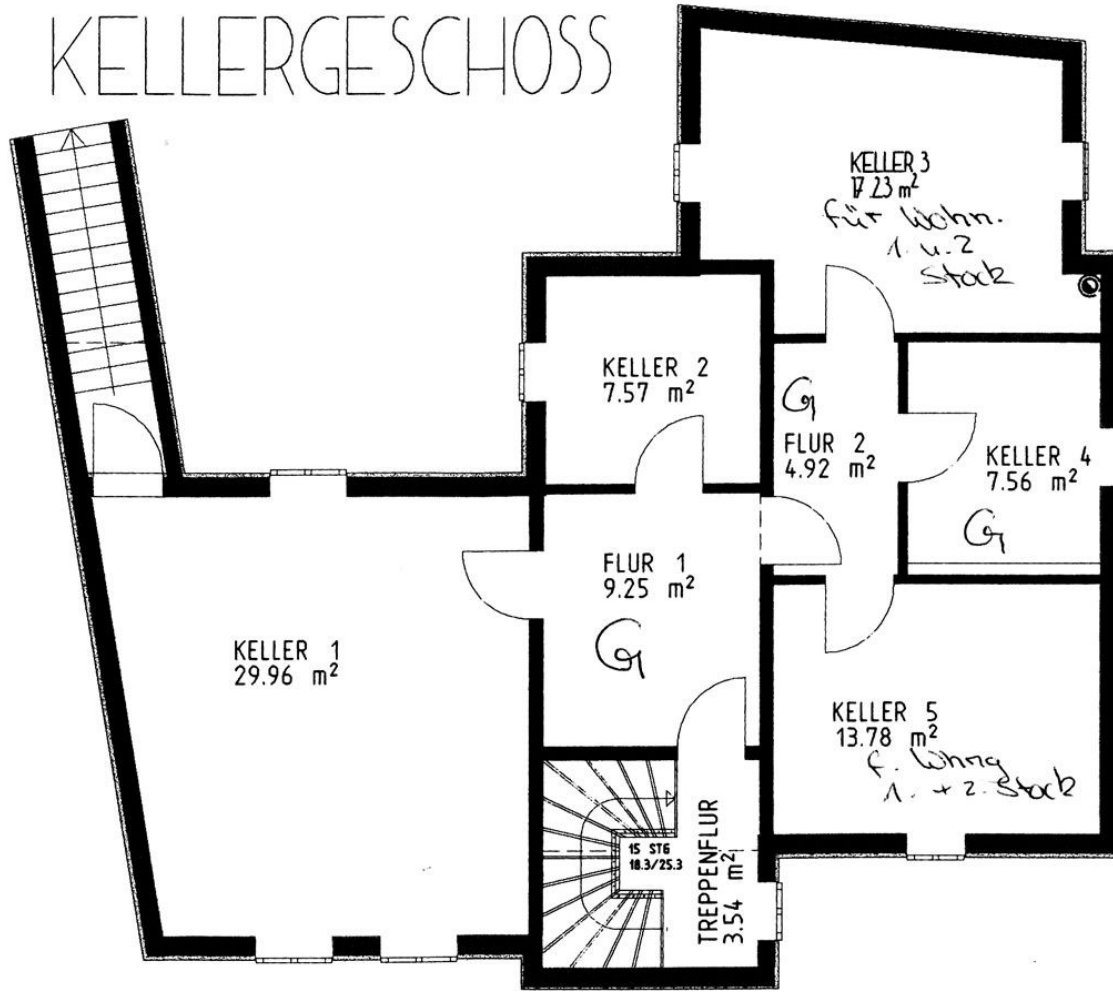 KELLERGESCHOSS
KELLER 3
17.23 m²
für Wohn.
1. u. 2
Stock
KELLER 2
7.57 m²
G
FLUR 2
4.92 m²
KELLER 4
7.56 m²
G
FLUR 1
9.25 m²
G
KELLER 1
29.96 m²
KELLER 5
13.78 m²
f. Whng
1. + 2. Stock
15 STG
18.3/25.3
TREPPENFLUR
3.54 m²